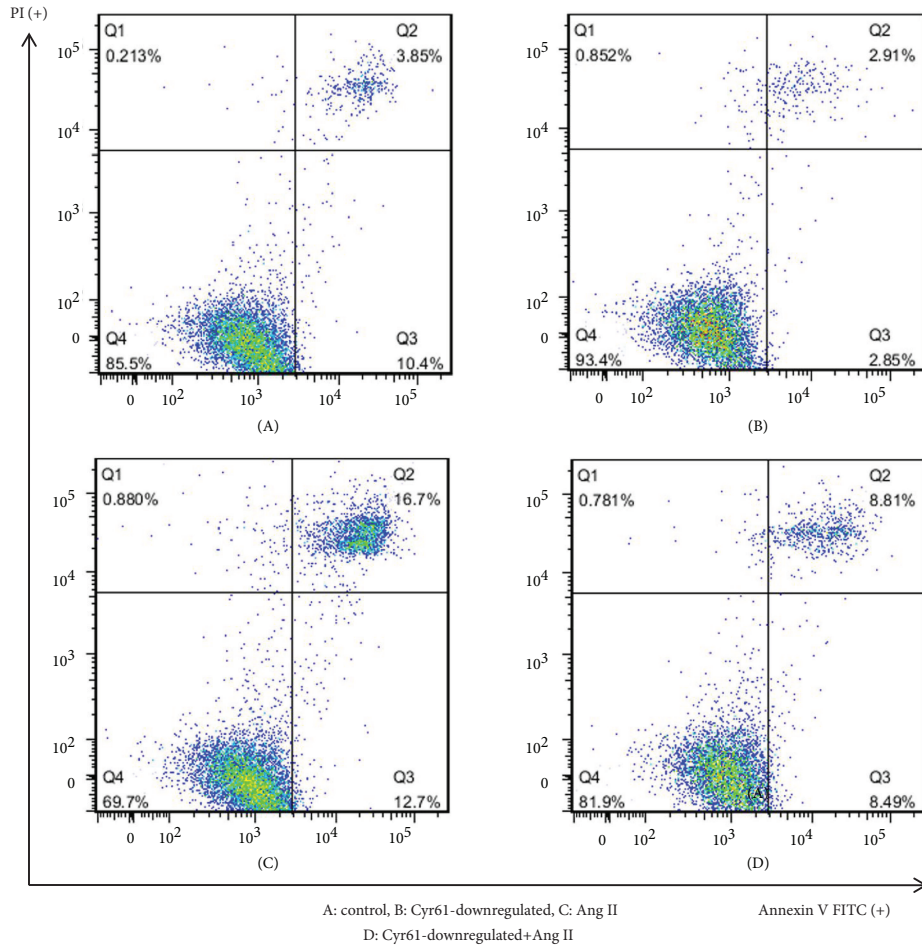 PI (+)
Q1 Q2
0.213% 3.85%
10^5
10^4
10^3
10^2
0
Q4 Q3
85.5% 10.4%
0 10^2 10^3 10^4 10^5
(A)
Q1 Q2
0.852% 2.91%
10^5
10^4
10^3
10^2
0
Q4 Q3
93.4% 2.85%
0 10^2 10^3 10^4 10^5
(B)
Q1 Q2
0.880% 16.7%
10^5
10^4
10^3
10^2
0
Q4 Q3
69.7% 12.7%
0 10^2 10^3 10^4 10^5
(C)
Q1 Q2
0.781% 8.81%
10^5
10^4
10^3
10^2
0
Q4 Q3
(A)
81.9% 8.49%
0 10^2 10^3 10^4 10^5
(D)
A: control, B: Cyr61-downregulated, C: Ang II Annexin V FITC (+)
D: Cyr61-downregulated+Ang II